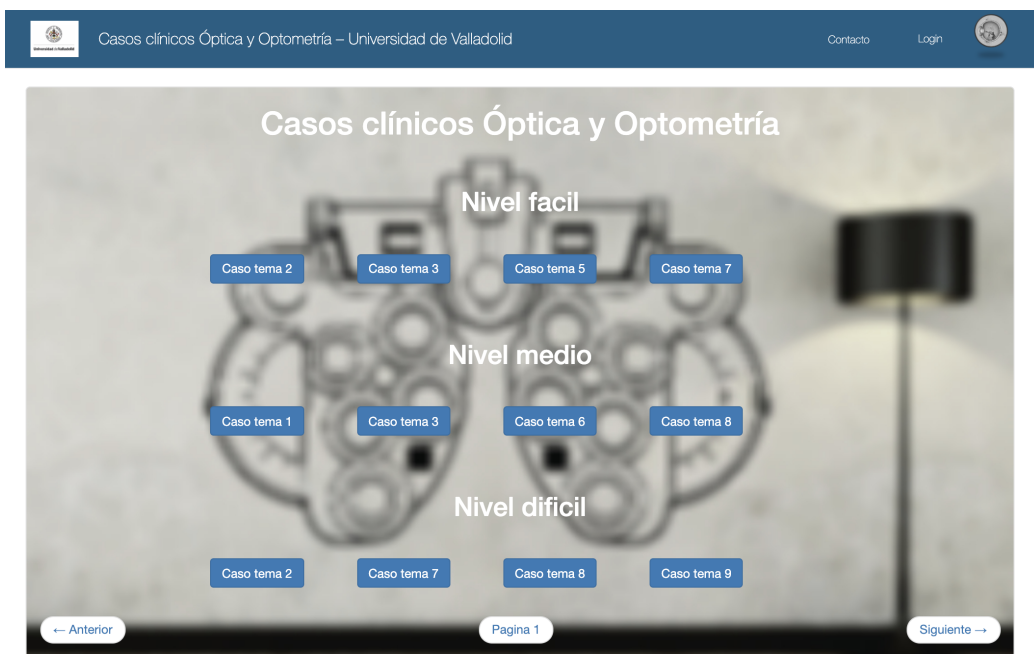 Universidad de Valladolid
Casos clínicos Óptica y Optometría – Universidad de Valladolid
Contacto
Login
Casos clínicos Óptica y Optometría
Nivel facil
Caso tema 2 Caso tema 3 Caso tema 5 Caso tema 7
Nivel medio
Caso tema 1 Caso tema 3 Caso tema 6 Caso tema 8
Nivel dificil
Caso tema 2 Caso tema 7 Caso tema 8 Caso tema 9
← Anterior Pagina 1 Siguiente →